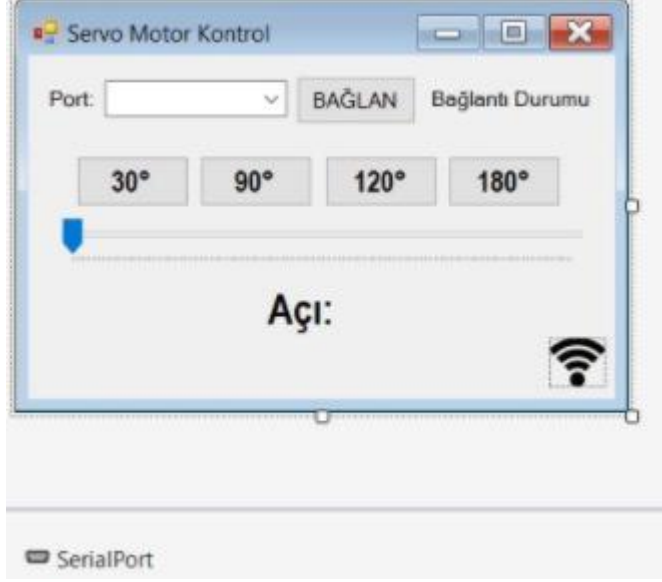 Servo Motor Kontrol
Port: BAĞLAN Bağlantı Durumu
30° 90° 120° 180°
Açı:
SerialPort